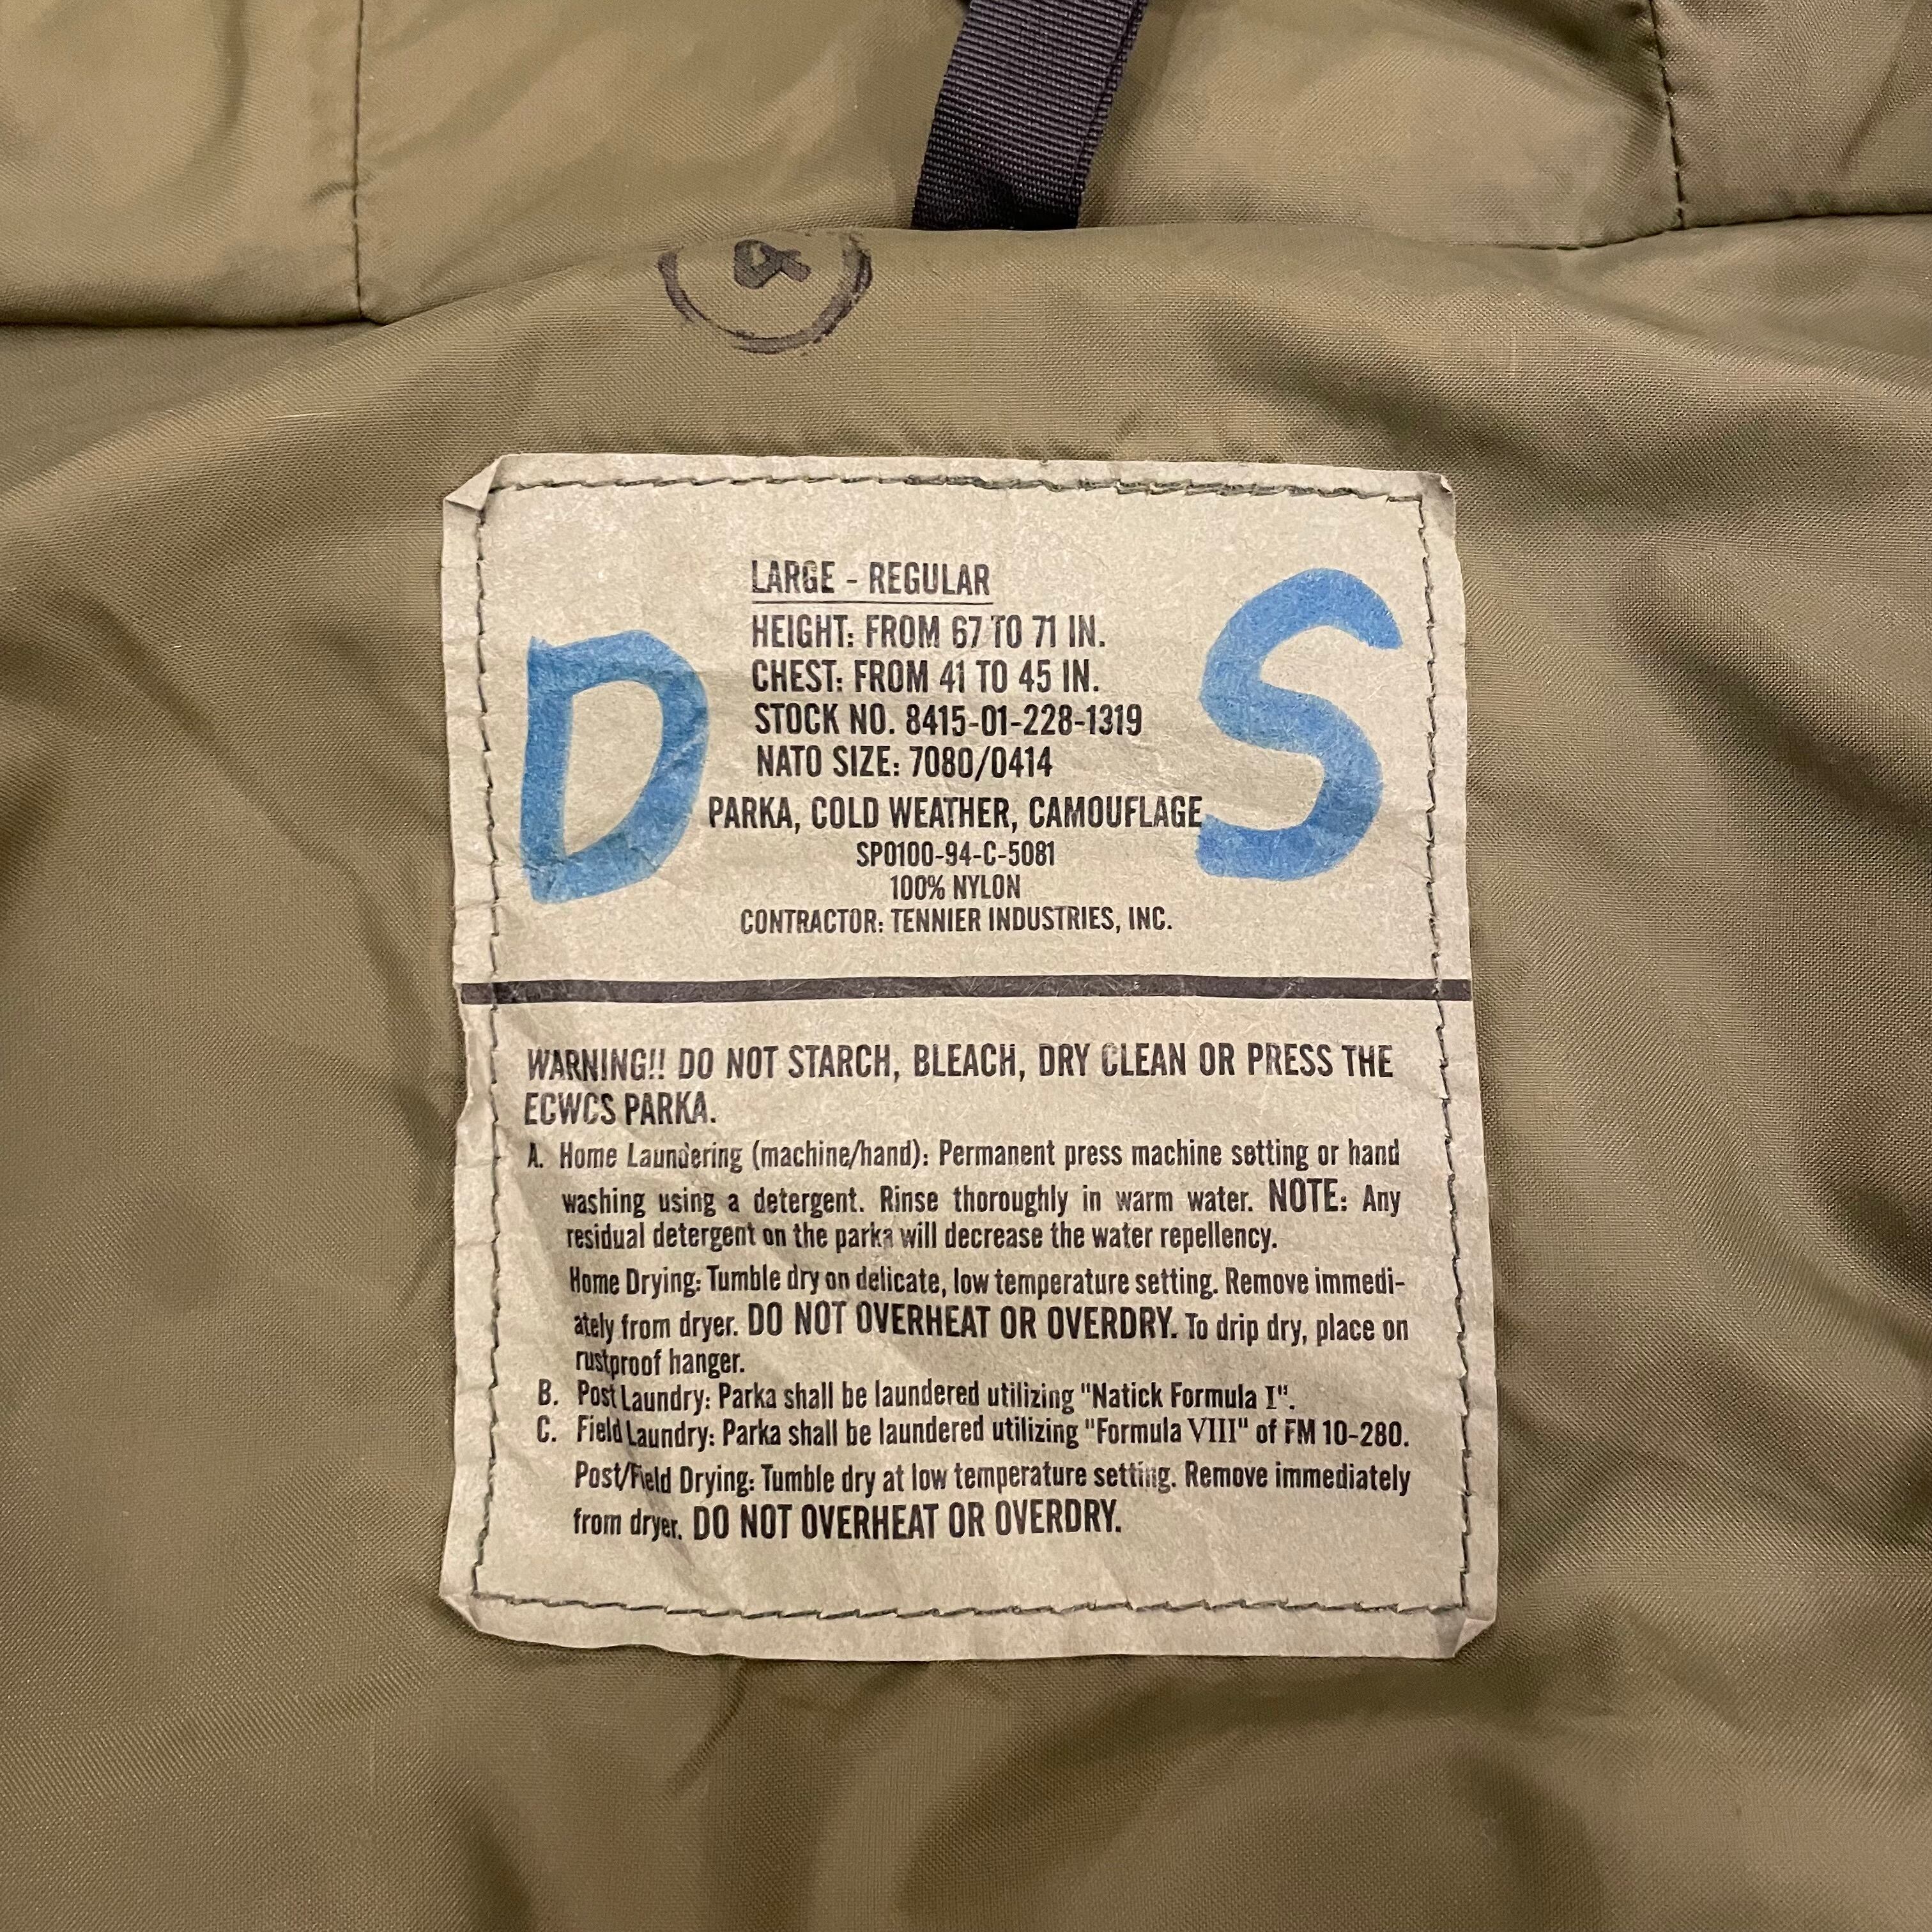 LARGE - REGULAR
HEIGHT: FROM 67 TO 71 IN.
CHEST: FROM 41 TO 45 IN.
STOCK NO. 8415-01-228-1319
NATO SIZE: 7080/0414
D S
PARKA, COLD WEATHER, CAMOUFLAGE
SP0100-94-C-5081
100% NYLON
CONTRACTOR: TENNIER INDUSTRIES, INC.
WARNING!! DO NOT STARCH, BLEACH, DRY CLEAN OR PRESS THE
ECWCS PARKA.
A. Home Laundering (machine/hand): Permanent press machine setting or hand
washing using a detergent. Rinse thoroughly in warm water. NOTE: Any
residual detergent on the parka will decrease the water repellency.
Home Drying: Tumble dry on delicate, low temperature setting. Remove immedi-
ately from dryer. DO NOT OVERHEAT OR OVERDRY. To drip dry, place on
rustproof hanger.
B. Post Laundry: Parka shall be laundered utilizing "Natick Formula I".
C. Field Laundry: Parka shall be laundered utilizing "Formula VIII" of FM 10-280.
Post/Field Drying: Tumble dry at low temperature setting. Remove immediately
from dryer. DO NOT OVERHEAT OR OVERDRY.